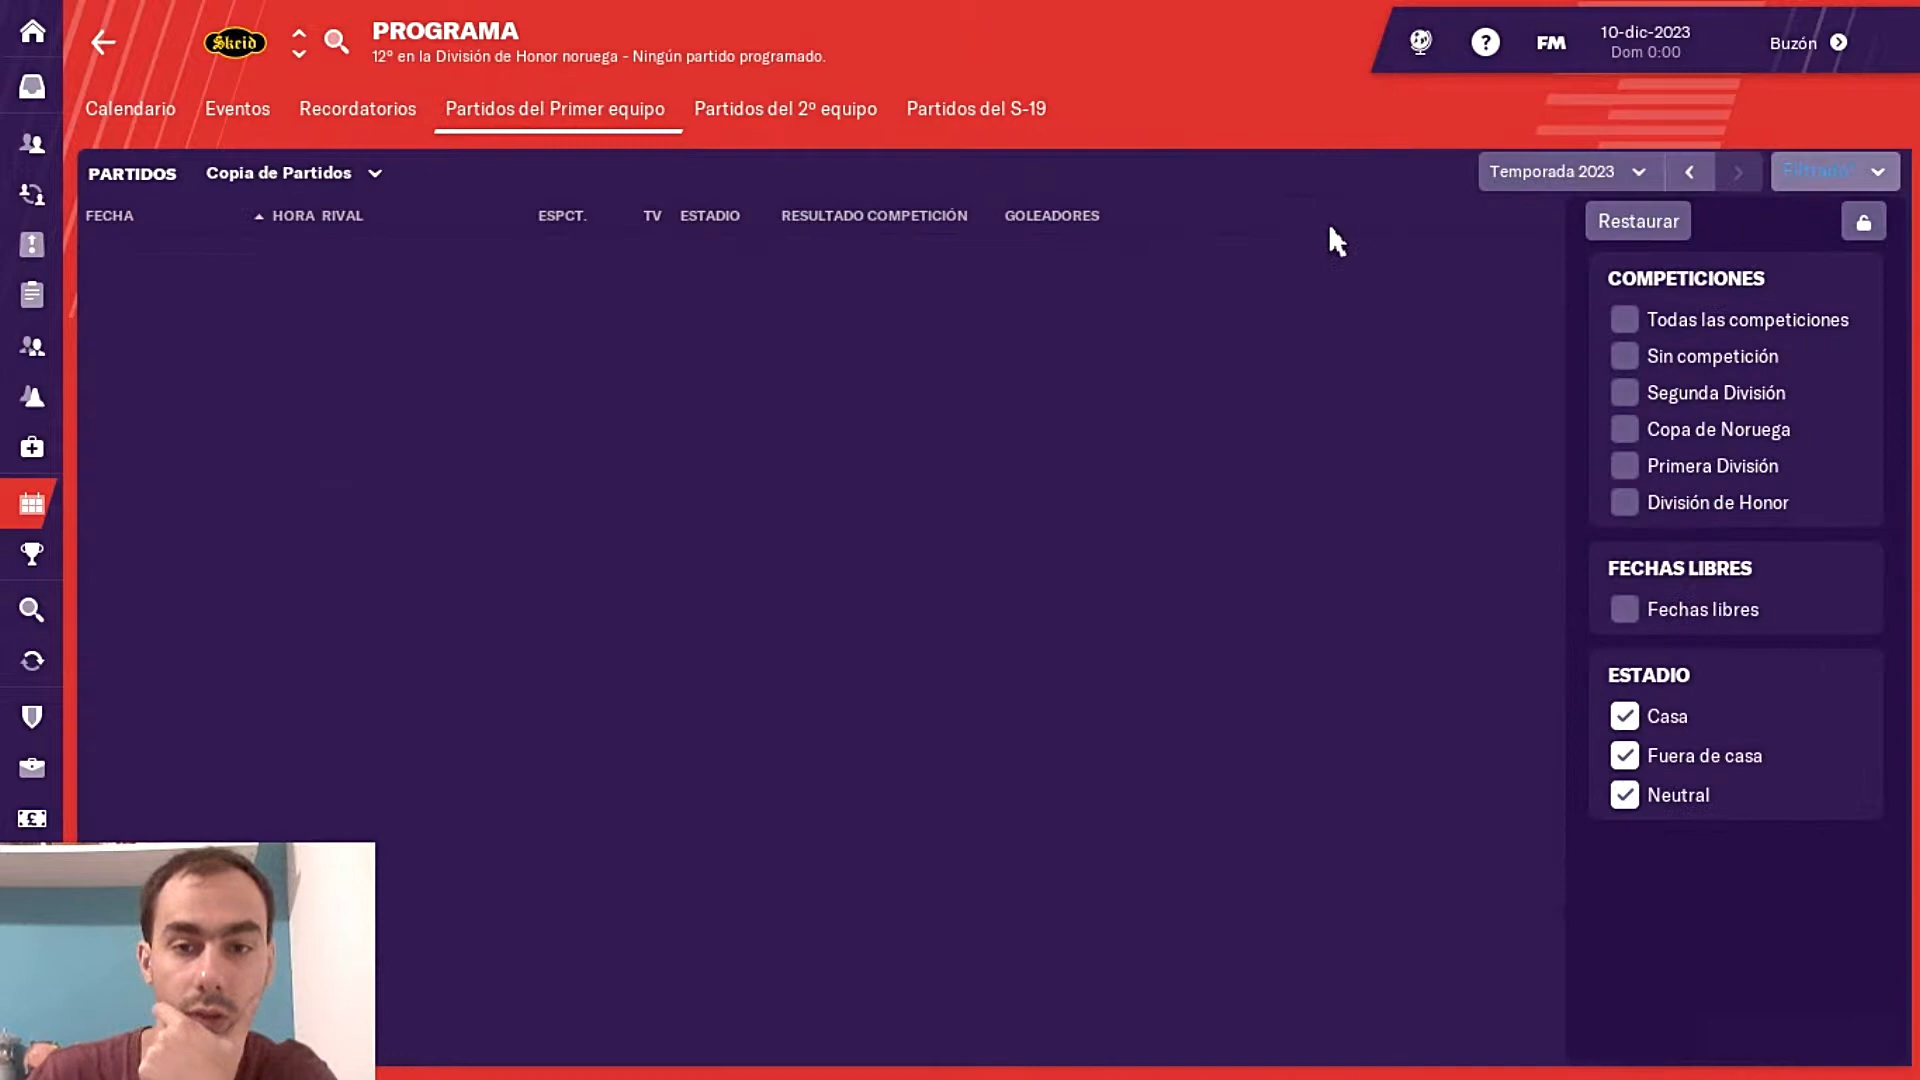 Skeid
PROGRAMA
12º en la División de Honor noruega - Ningún partido programado.
FM
10-dic-2023
Dom 0:00
Buzón
Calendario Eventos Recordatorios Partidos del Primer equipo Partidos del 2º equipo Partidos del S-19
PARTIDOS Copia de Partidos
Temporada 2023
Filtrado
FECHA HORA RIVAL ESPCT. TV ESTADIO RESULTADO COMPETICIÓN GOLEADORES
Restaurar
COMPETICIONES
Todas las competiciones
Sin competición
Segunda División
Copa de Noruega
Primera División
División de Honor
FECHAS LIBRES
Fechas libres
ESTADIO
Casa
Fuera de casa
Neutral